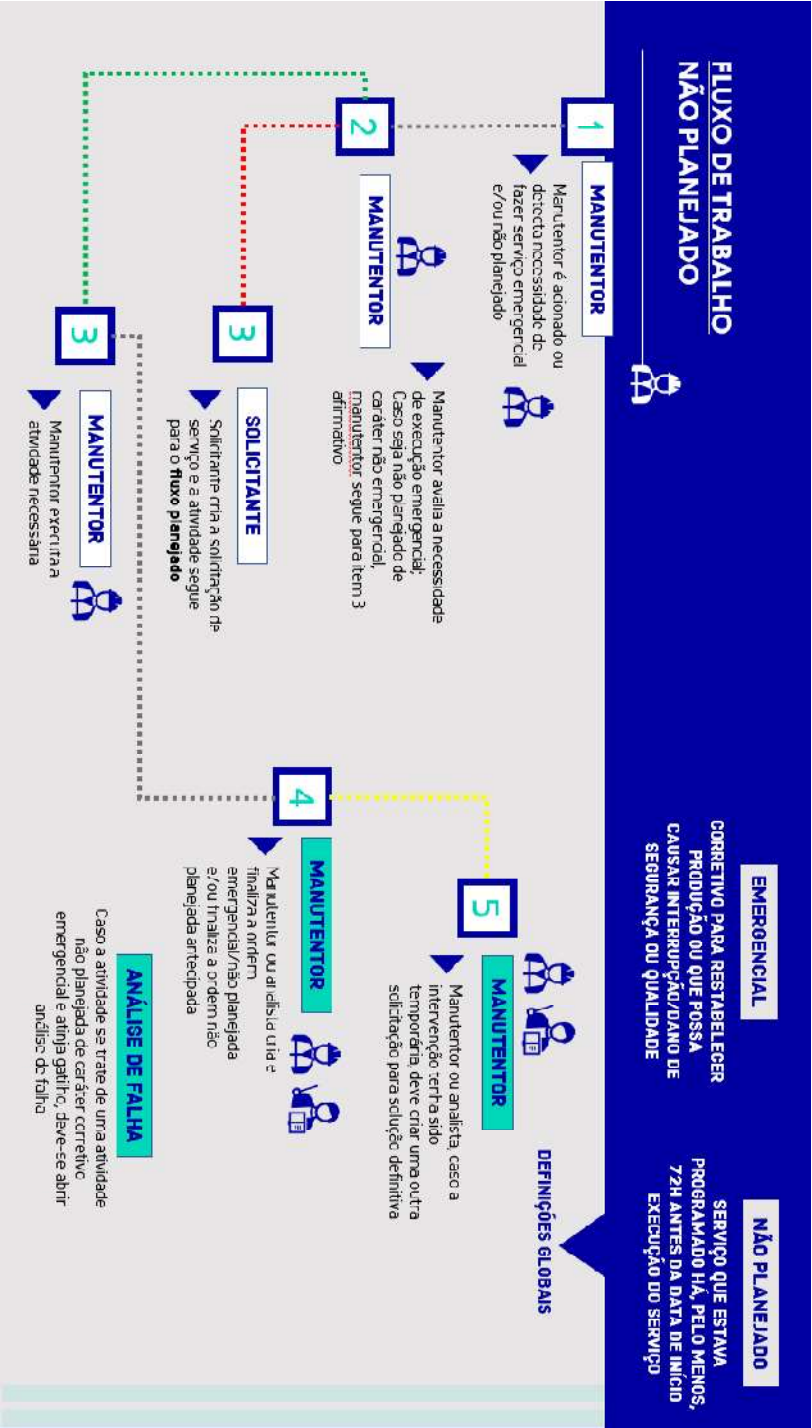 FLUXO DE TRABALHO
NÃO PLANEJADO
EMERGENCIAL
CORRETIVO PARA RESTABELECER
PRODUÇÃO OU QUE POSSA
CAUSAR INTERRUPÇÃO/DANO DE
SEGURANÇA OU QUALIDADE
NÃO PLANEJADO
SERVIÇO QUE ESTAVA
PROGRAMADO HÁ, PELO MENOS,
72H ANTES DA DATA DE INÍCIO
EXECUÇÃO DO SERVIÇO
DEFINIÇÕES GLOBAIS
1
MANUTENTOR
Manutentor é acionado ou
detecta necessidade de
fazer serviço emergencial
e/ou não planejado
2
MANUTENTOR
Manutentor avalia a necessidade
de execução emergencial;
Caso seja não planejado de
caráter não emergencial,
manutentor segue para item 3
afirmativo
3
SOLICITANTE
Solicitante cria a solicitação de
serviço e a atividade segue
para o fluxo planejado
3
MANUTENTOR
Manutentor executa a
atividade necessária
4
MANUTENTOR
Manutentor ou analista cria e
finaliza a ordem
emergencial/não planejada
e/ou finaliza a ordem não
planejada antecipada
5
MANUTENTOR
Manutentor ou analista, caso a
intervenção tenha sido
temporária, deve criar uma outra
solicitação para solução definitiva
ANÁLISE DE FALHA
Caso a atividade se trate de uma atividade
não planejada de caráter corretivo
emergencial e atinja gatilho, deve-se abrir
análise de falha